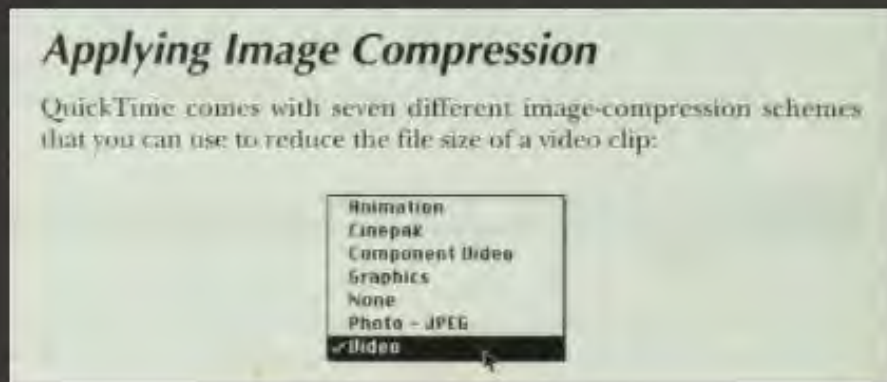 Applying Image Compression
QuickTime comes with seven different image-compression schemes
that you can use to reduce the file size of a video clip:
Animation
Cinepak
Component Video
Graphics
None
Photo - JPEG
✓Video